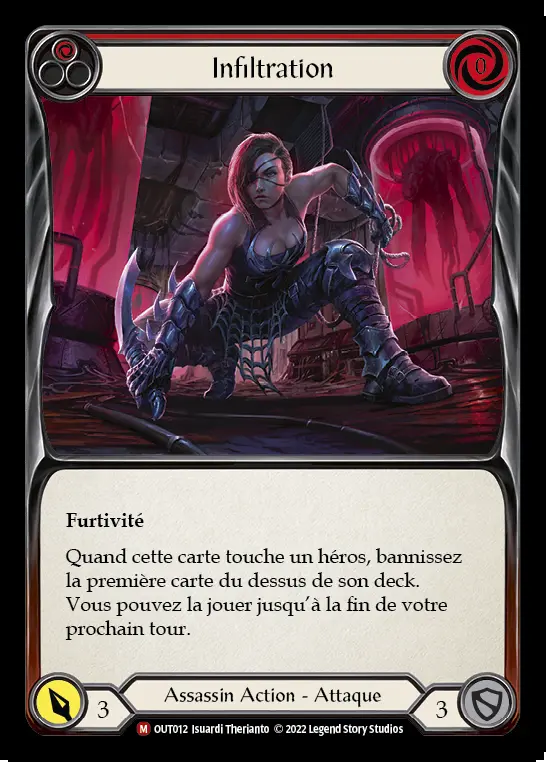 Infiltration
0
Furtivité
Quand cette carte touche un héros, bannissez
la première carte du dessus de son deck.
Vous pouvez la jouer jusqu'à la fin de votre
prochain tour.
3
Assassin Action - Attaque
3
M OUT012 Isuardi Therianto © 2022 Legend Story Studios